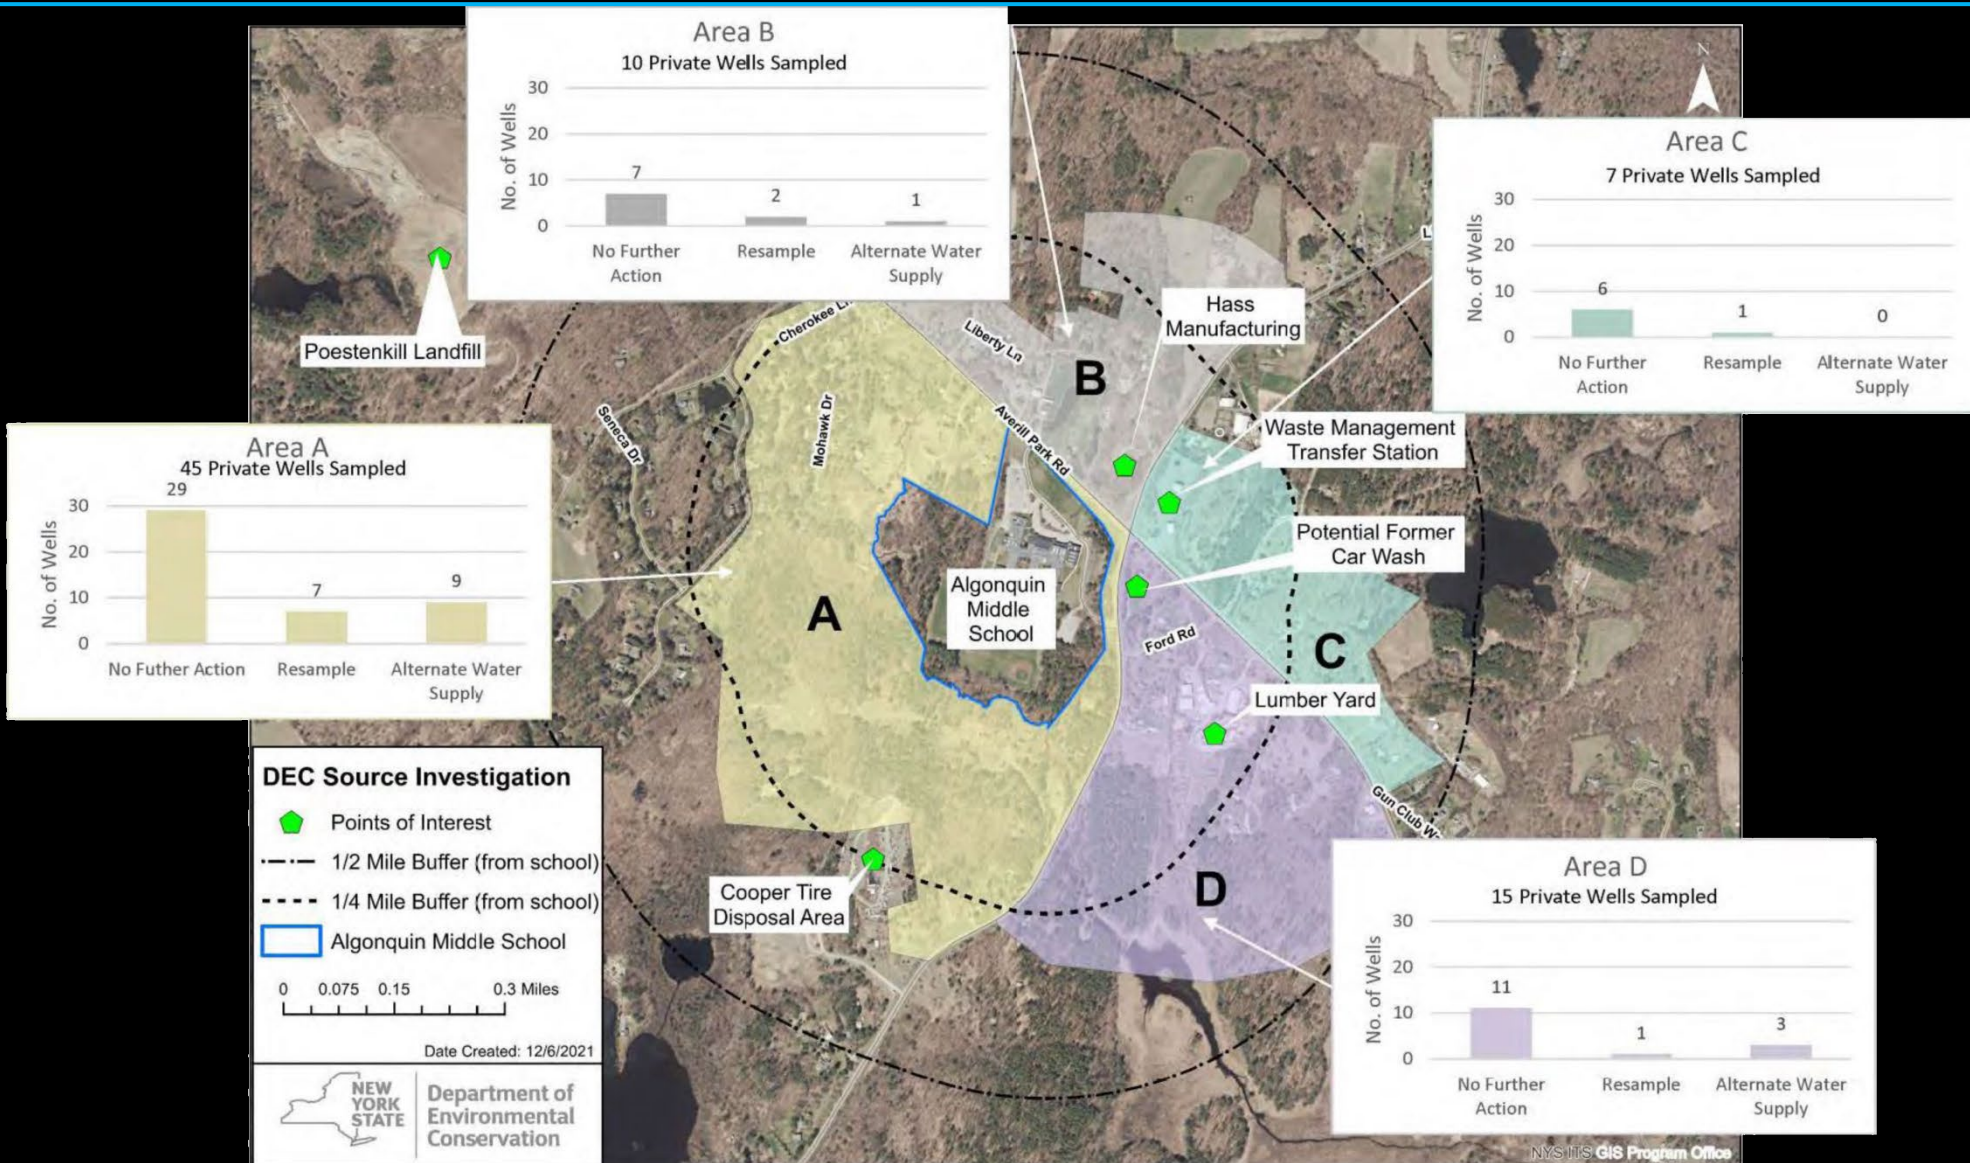 Area B
10 Private Wells Sampled
No. of Wells
30
20
10
0
7
2
1
No Further
Action
Resample
Alternate Water
Supply
N
Area C
7 Private Wells Sampled
No. of Wells
30
20
10
0
6
1
0
No Further
Action
Resample
Alternate Water
Supply
Poestenkill Landfill
Cherokee Ln
Liberty Ln
Hass
Manufacturing
B
Mohawk Dr
Seneca Dr
Averill Park Rd
Waste Management
Transfer Station
Potential Former
Car Wash
Area A
45 Private Wells Sampled
No. of Wells
30
20
10
0
29
7
9
No Futher Action
Resample
Alternate Water
Supply
A
Algonquin
Middle
School
Ford Rd
C
Lumber Yard
Gun Club W
D
Cooper Tire
Disposal Area
DEC Source Investigation
Points of Interest
1/2 Mile Buffer (from school)
1/4 Mile Buffer (from school)
Algonquin Middle School
0 0.075 0.15 0.3 Miles
Date Created: 12/6/2021
NEW
YORK
STATE
Department of
Environmental
Conservation
Area D
15 Private Wells Sampled
No. of Wells
30
20
10
0
11
1
3
No Further
Action
Resample
Alternate Water
Supply
NYS ITS GIS Program Office